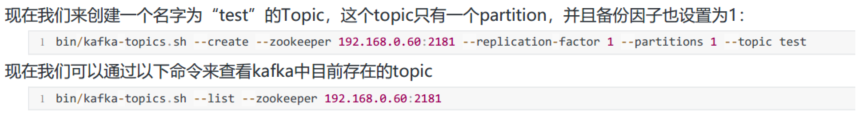 现在我们来创建一个名字为“test”的Topic，这个topic只有一个partition，并且备份因子也设置为1：
1 bin/kafka-topics.sh --create --zookeeper 192.168.0.60:2181 --replication-factor 1 --partitions 1 --topic test
现在我们可以通过以下命令来查看kafka中目前存在的topic
1 bin/kafka-topics.sh --list --zookeeper 192.168.0.60:2181